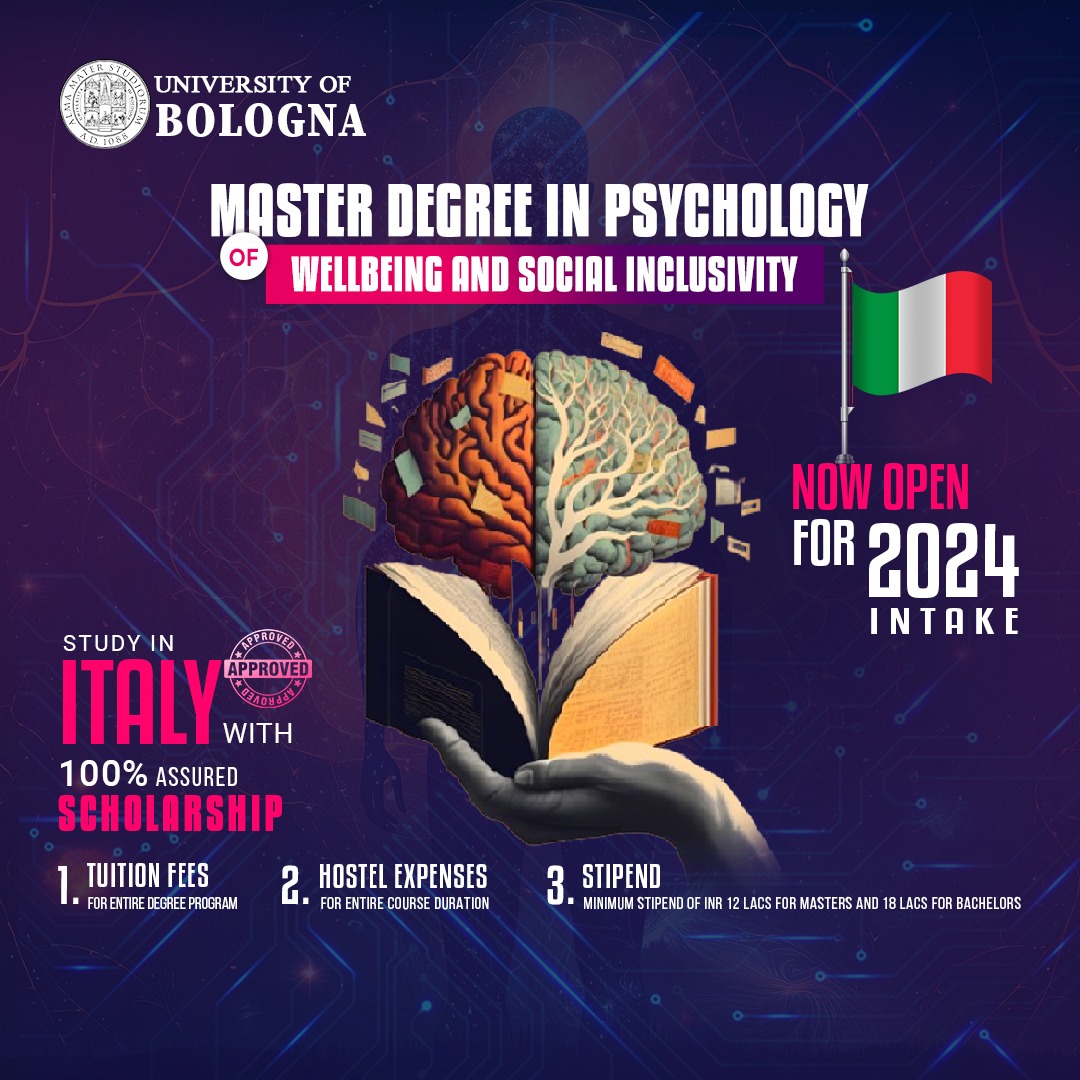 UNIVERSITY OF
BOLOGNA
ALMA MATER STUDIORUM
A.D. 1088
MASTER DEGREE IN PSYCHOLOGY
OF
WELLBEING AND SOCIAL INCLUSIVITY
NOW OPEN
FOR 2024
INTAKE
STUDY IN
ITALY
APPROVED
APPROVED
APPROVED
WITH
100% ASSURED
SCHOLARSHIP
1. TUITION FEES
FOR ENTIRE DEGREE PROGRAM
2. HOSTEL EXPENSES
FOR ENTIRE COURSE DURATION
3. STIPEND
MINIMUM STIPEND OF INR 12 LACS FOR MASTERS AND 18 LACS FOR BACHELORS